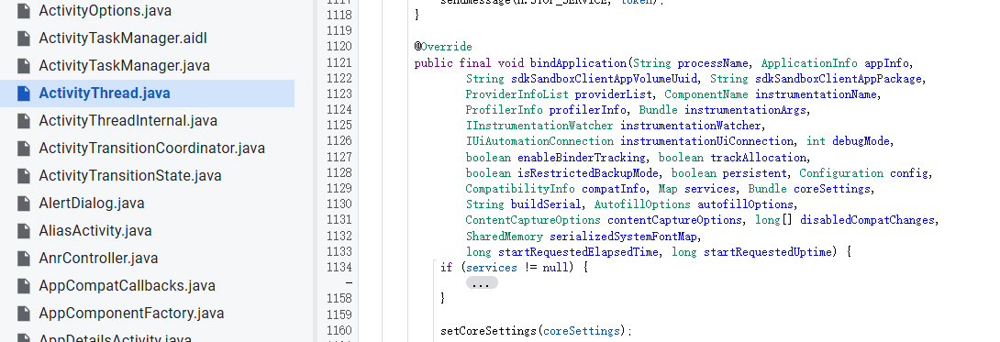 ActivityOptions.java
ActivityTaskManager.aidl
ActivityTaskManager.java
ActivityThread.java
ActivityThreadInternal.java
ActivityTransitionCoordinator.java
ActivityTransitionState.java
AlertDialog.java
AliasActivity.java
AnrController.java
AppCompatCallbacks.java
AppComponentFactory.java
AppDetailsActivity.java
1117 sendMessage(H.STOP_SERVICE, token);
1118 }
1119
1120 @Override
1121 public final void bindApplication(String processName, ApplicationInfo appInfo,
1122 String sdkSandboxClientAppVolumeUuid, String sdkSandboxClientAppPackage,
1123 ProviderInfoList providerList, ComponentName instrumentationName,
1124 ProfilerInfo profilerInfo, Bundle instrumentationArgs,
1125 IInstrumentationWatcher instrumentationWatcher,
1126 IUiAutomationConnection instrumentationUiConnection, int debugMode,
1127 boolean enableBinderTracking, boolean trackAllocation,
1128 boolean isRestrictedBackupMode, boolean persistent, Configuration config,
1129 CompatibilityInfo compatInfo, Map services, Bundle coreSettings,
1130 String buildSerial, AutofillOptions autofillOptions,
1131 ContentCaptureOptions contentCaptureOptions, long[] disabledCompatChanges,
1132 SharedMemory serializedSystemFontMap,
1133 long startRequestedElapsedTime, long startRequestedUptime) {
1134 if (services != null) {
– ...
1158 }
1159
1160 setCoreSettings(coreSettings);